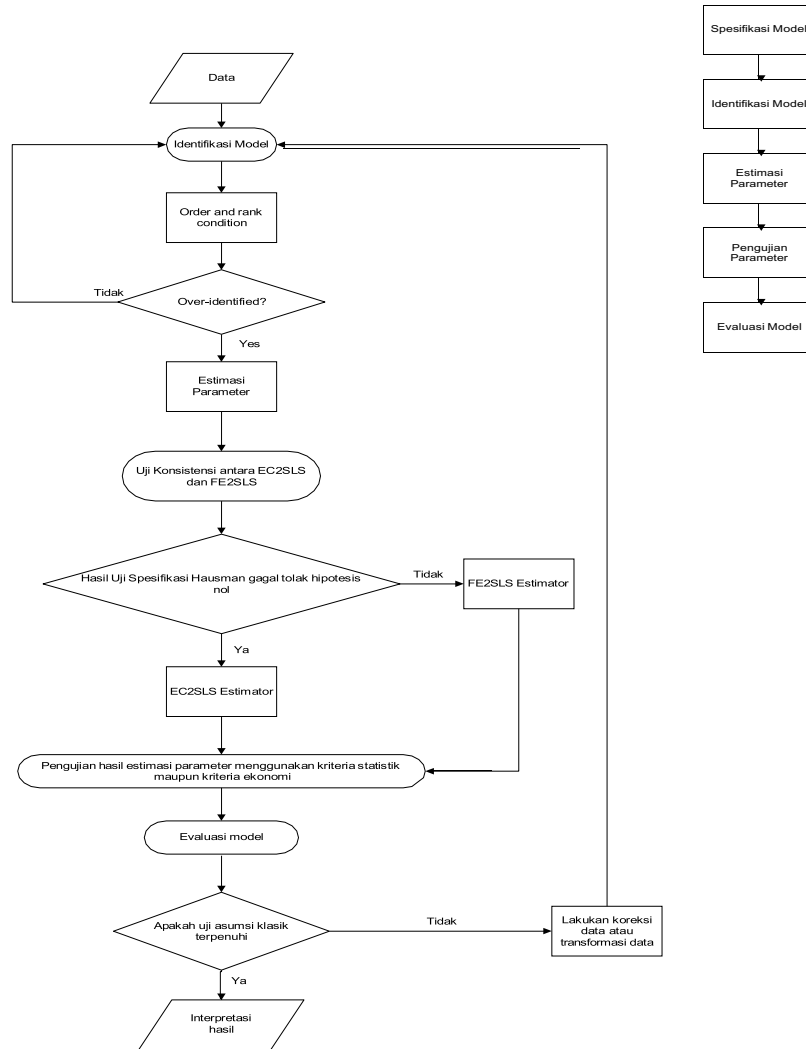 Data
Identifikasi Model
Order and rank
condition
Tidak
Over-identified?
Yes
Estimasi
Parameter
Uji Konsistensi antara EC2SLS
dan FE2SLS
Hasil Uji Spesifikasi Hausman gagal tolak hipotesis
nol
Tidak
FE2SLS Estimator
Ya
EC2SLS Estimator
Pengujian hasil estimasi parameter menggunakan kriteria statistik
maupun kriteria ekonomi
Evaluasi model
Apakah uji asumsi klasik
terpenuhi
Tidak
Lakukan koreksi
data atau
transformasi data
Ya
Interpretasi
hasil
Spesifikasi Model
Identifikasi Model
Estimasi
Parameter
Pengujian
Parameter
Evaluasi Model